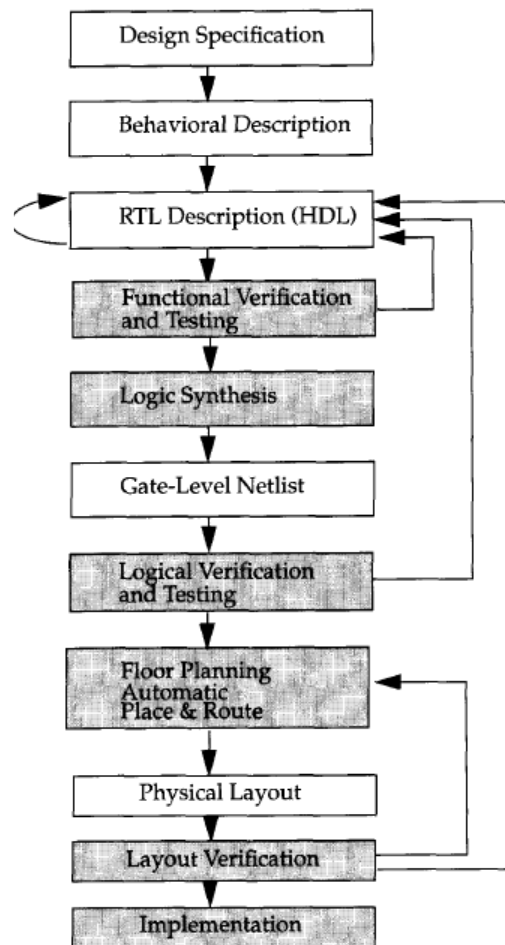 Design Specification
Behavioral Description
RTL Description (HDL)
Functional Verification
and Testing
Logic Synthesis
Gate-Level Netlist
Logical Verification
and Testing
Floor Planning
Automatic
Place & Route
Physical Layout
Layout Verification
Implementation